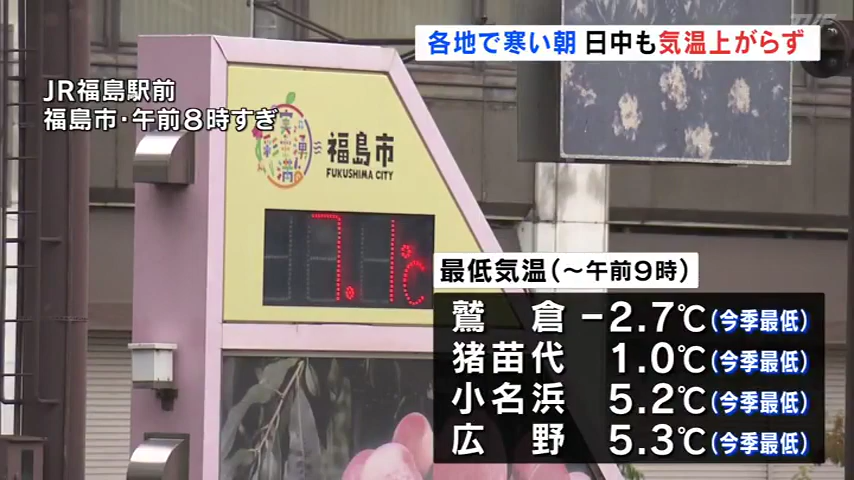 各地で寒い朝 日中も気温上がらず
JR福島駅前
福島市・午前8時すぎ
実湧彩満
福島市
FUKUSHIMA CITY
7.1℃
最低気温(～午前9時)
鷲倉 -2.7℃(今季最低)
猪苗代 1.0℃(今季最低)
小名浜 5.2℃(今季最低)
広野 5.3℃(今季最低)